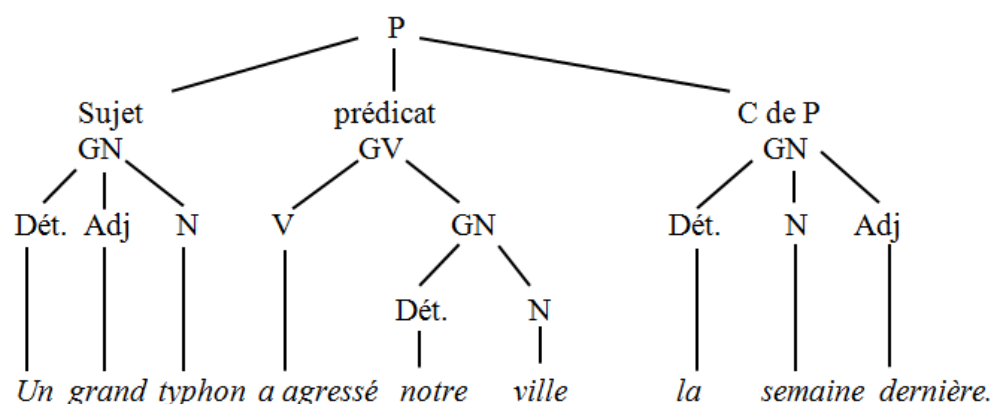 P
Sujet prédicat C de P
GN GV GN
Dét. Adj N V GN Dét. N Adj
Dét. N
Un grand typhon a agressé notre ville la semaine dernière.